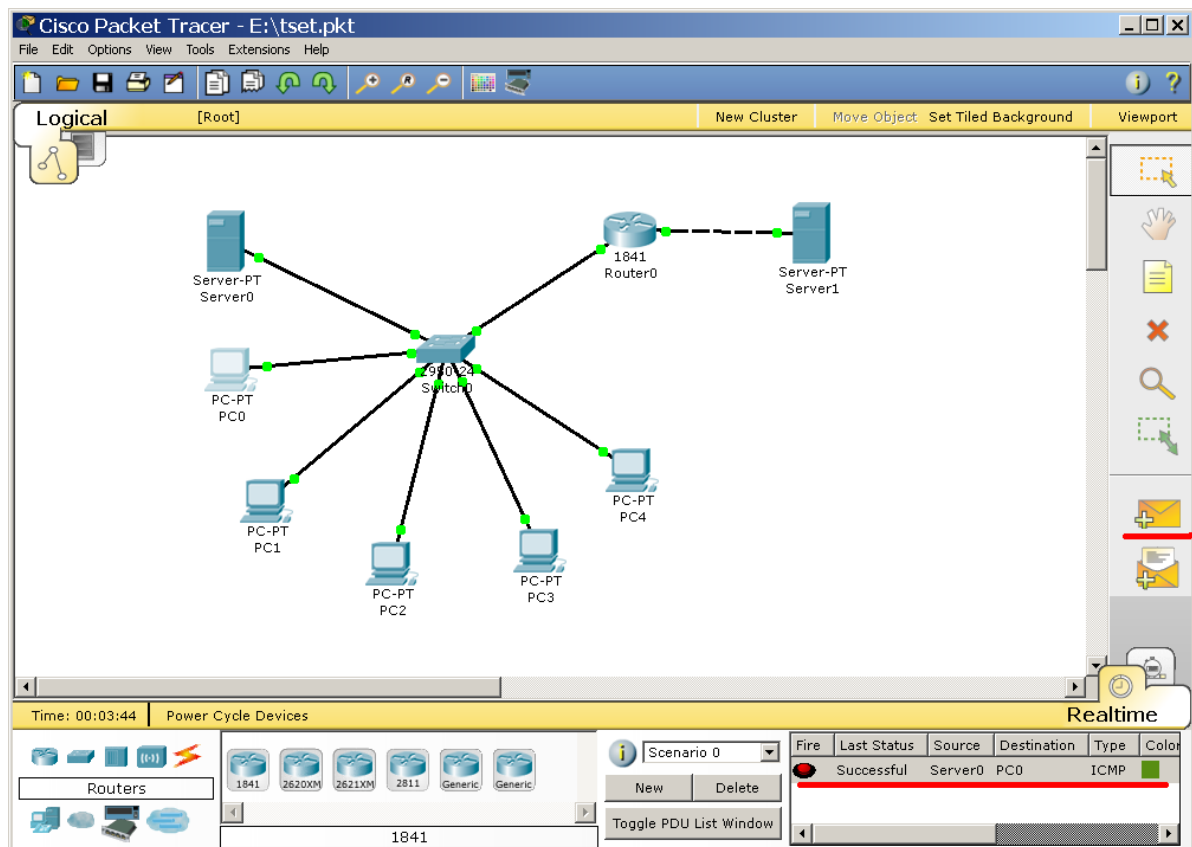 Cisco Packet Tracer - E:\tset.pkt
File Edit Options View Tools Extensions Help
Logical [Root] New Cluster Move Object Set Tiled Background Viewport
Server-PT
Server0
1841
Router0
Server-PT
Server1
2950-24
Switch0
PC-PT
PC0
PC-PT
PC1
PC-PT
PC2
PC-PT
PC3
PC-PT
PC4
Time: 00:03:44 Power Cycle Devices Realtime
Routers
1841 2620XM 2621XM 2811 Generic Generic
1841
Scenario 0
New Delete
Toggle PDU List Window
Fire Last Status Source Destination Type Color
Successful Server0 PC0 ICMP